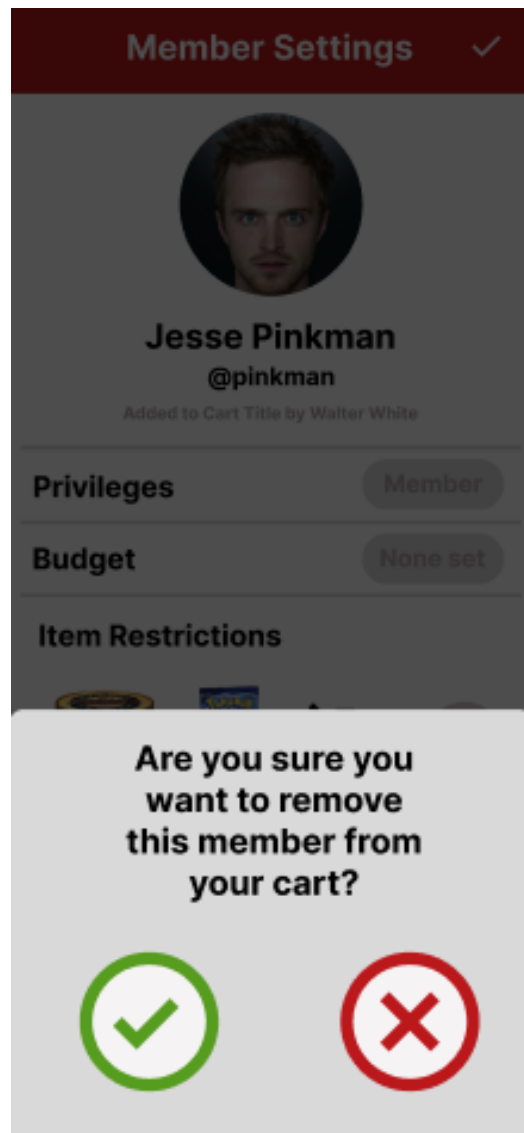 Member Settings
Jesse Pinkman
@pinkman
Added to Cart Title by Walter White
Privileges
Member
Budget
None set
Item Restrictions
Are you sure you
want to remove
this member from
your cart?